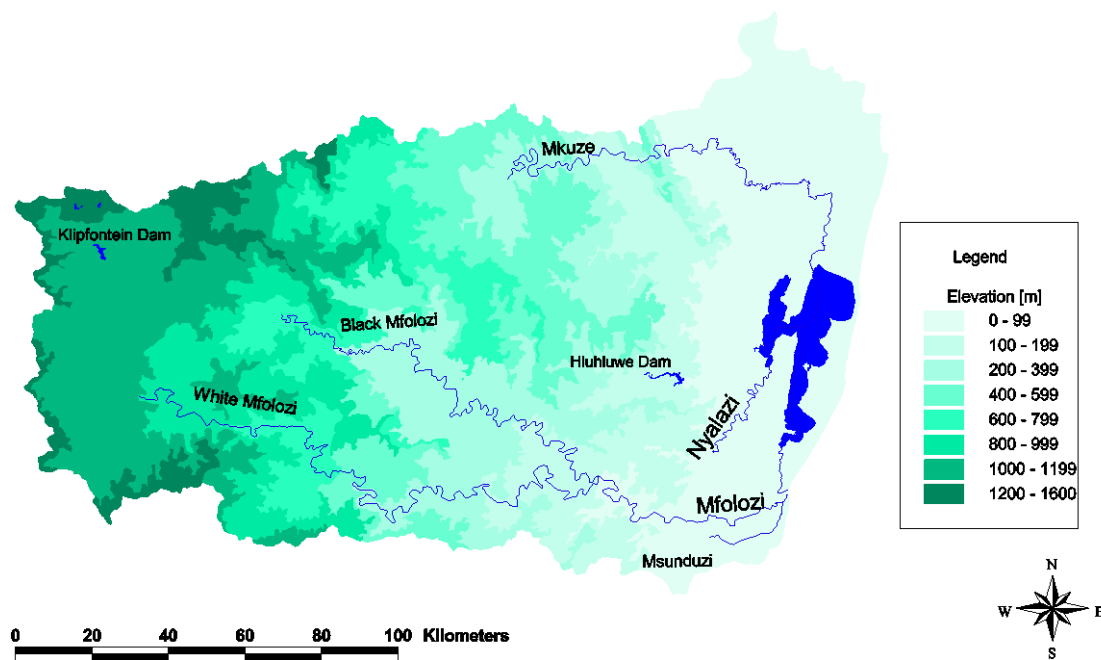 Mkuze
Klipfontein Dam
Black Mfolozi
Hluhluwe Dam
White Mfolozi
Nyalazi
Mfolozi
Msunduzi
Legend
Elevation [m]
0 - 99
100 - 199
200 - 399
400 - 599
600 - 799
800 - 999
1000 - 1199
1200 - 1600
N
W E
S
0 20 40 60 80 100 Kilometers